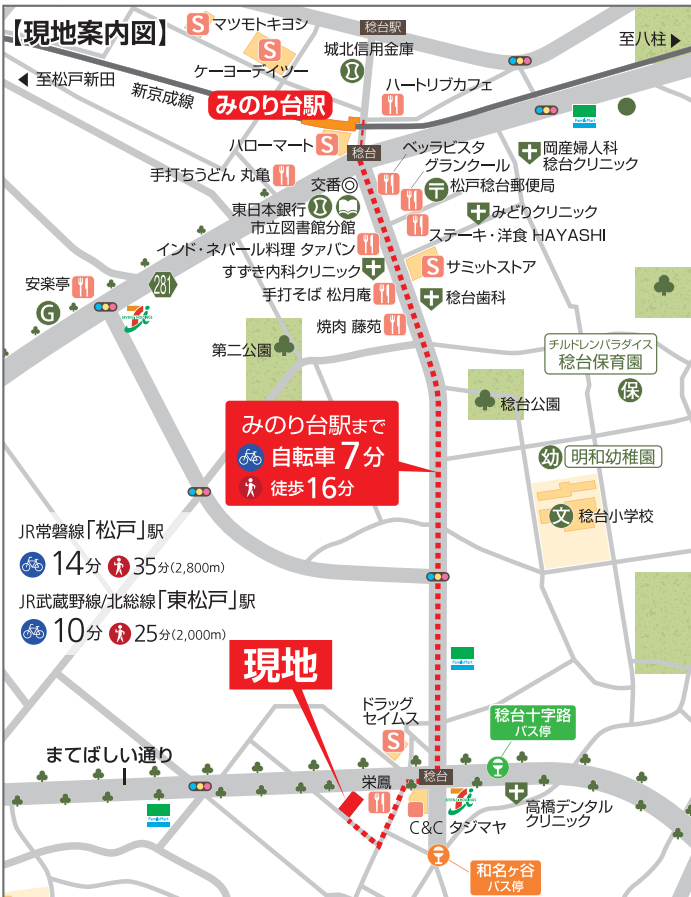 【現地案内図】
マツモトキヨシ
稔台駅
至八柱
城北信用金庫
ケーヨーデイツー
至松戸新田
新京成線
ハートリブカフェ
みのり台駅
FamilyMart
ハローマート
稔台
ベッラビスタ
グランクール
岡産婦人科
稔台クリニック
手打ちうどん 丸亀
交番
松戸稔台郵便局
東日本銀行
市立図書館分館
みどりクリニック
ステーキ・洋食 HAYASHI
インド・ネパール料理 タァバン
すずき内科クリニック
サミットストア
安楽亭
281
手打そば 松月庵
稔台歯科
G
焼肉 藤苑
第二公園
チルドレンパラダイス
稔台保育園
保
稔台公園
みのり台駅まで
自転車7分
徒歩16分
幼 明和幼稚園
文 稔台小学校
JR常磐線「松戸」駅
14分 35分(2,800m)
JR武蔵野線/北総線「東松戸」駅
10分 25分(2,000m)
現地
FamilyMart
ドラッグ
セイムス
稔台十字路
バス停
まてばしい通り
稔台
栄鳳
FamilyMart
C&C タジマヤ
高橋デンタル
クリニック
和名ヶ谷
バス停